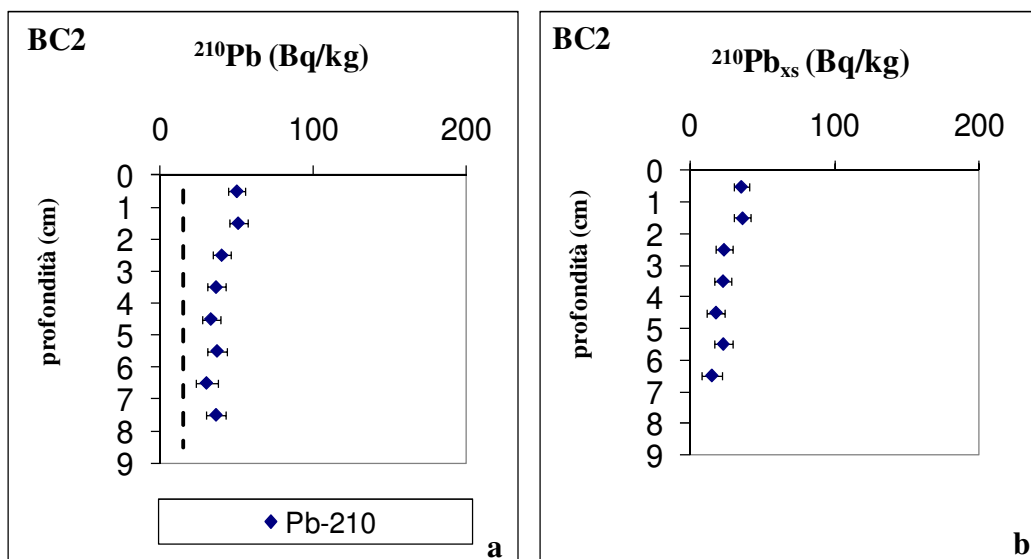 BC2
²¹⁰Pb (Bq/kg)
0 100 200
profondità (cm)
0
1
2
3
4
5
6
7
8
9
Pb-210
a
BC2
²¹⁰Pbₓₛ (Bq/kg)
0 100 200
profondità (cm)
0
1
2
3
4
5
6
7
8
9
b